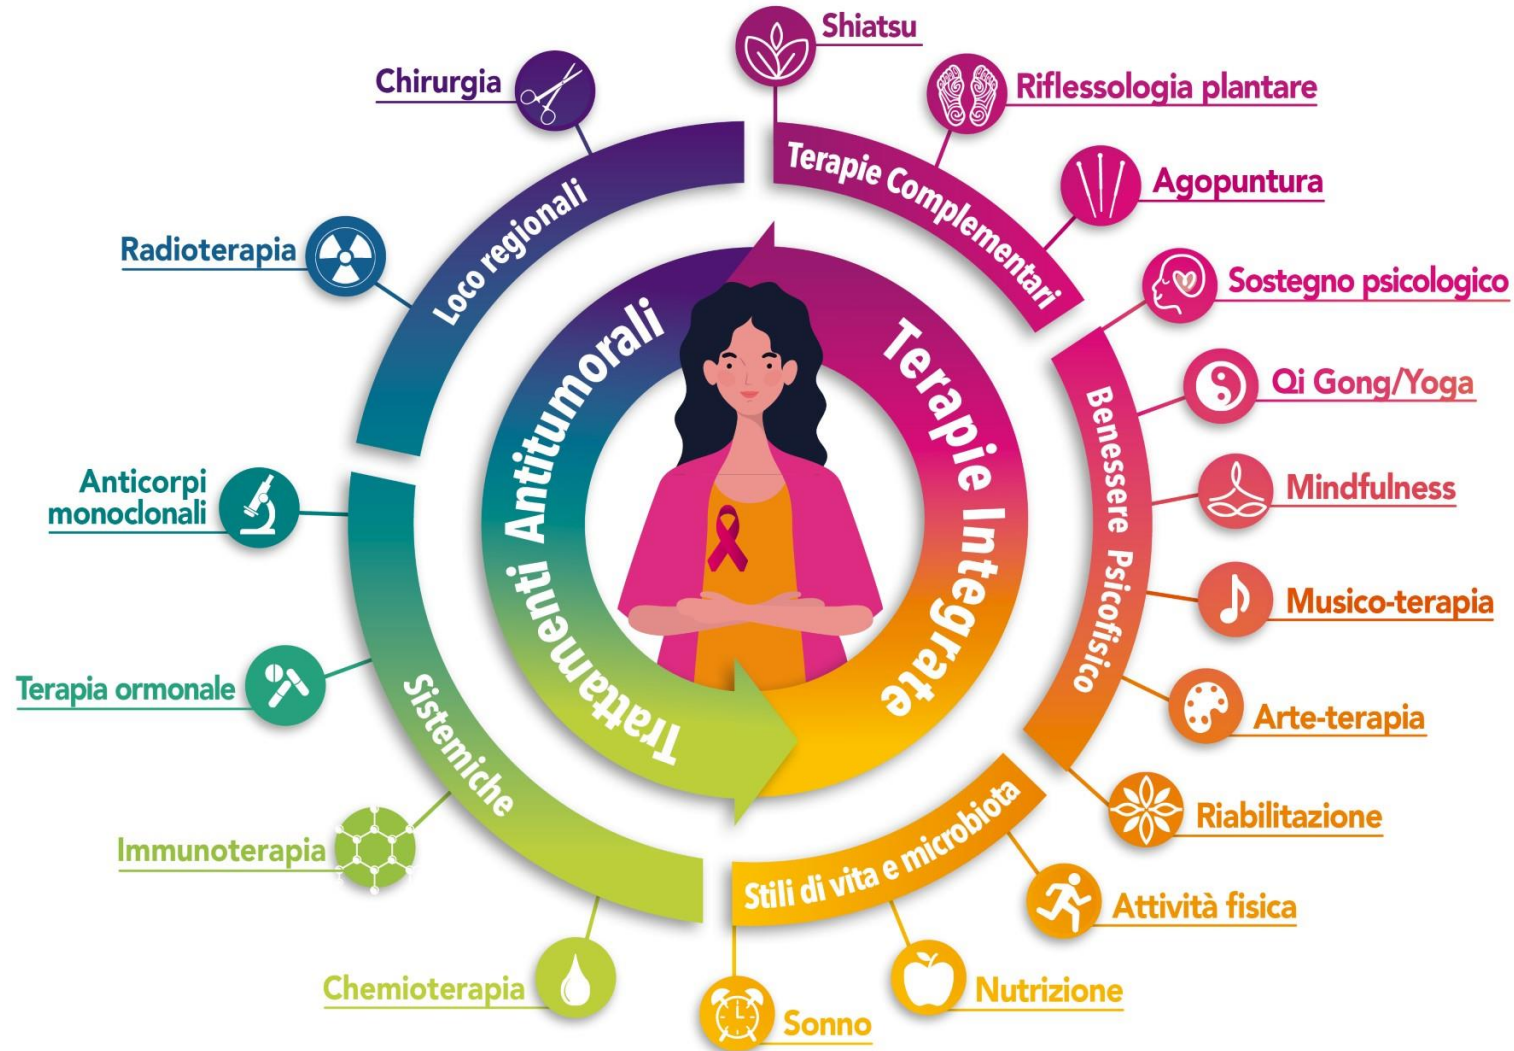 Shiatsu
Chirurgia
Riflessologia plantare
Terapie Complementari
Agopuntura
Loco regionali
Radioterapia
Sostegno psicologico
Trattamenti Antitumorali
Terapie Integrate
Qi Gong/Yoga
Benessere Psicofisico
Anticorpi
monoclonali
Mindfulness
Musico-terapia
Terapia ormonale
Sistemiche
Arte-terapia
Riabilitazione
Stili di vita e microbiota
Immunoterapia
Attività fisica
Chemioterapia
Nutrizione
Sonno